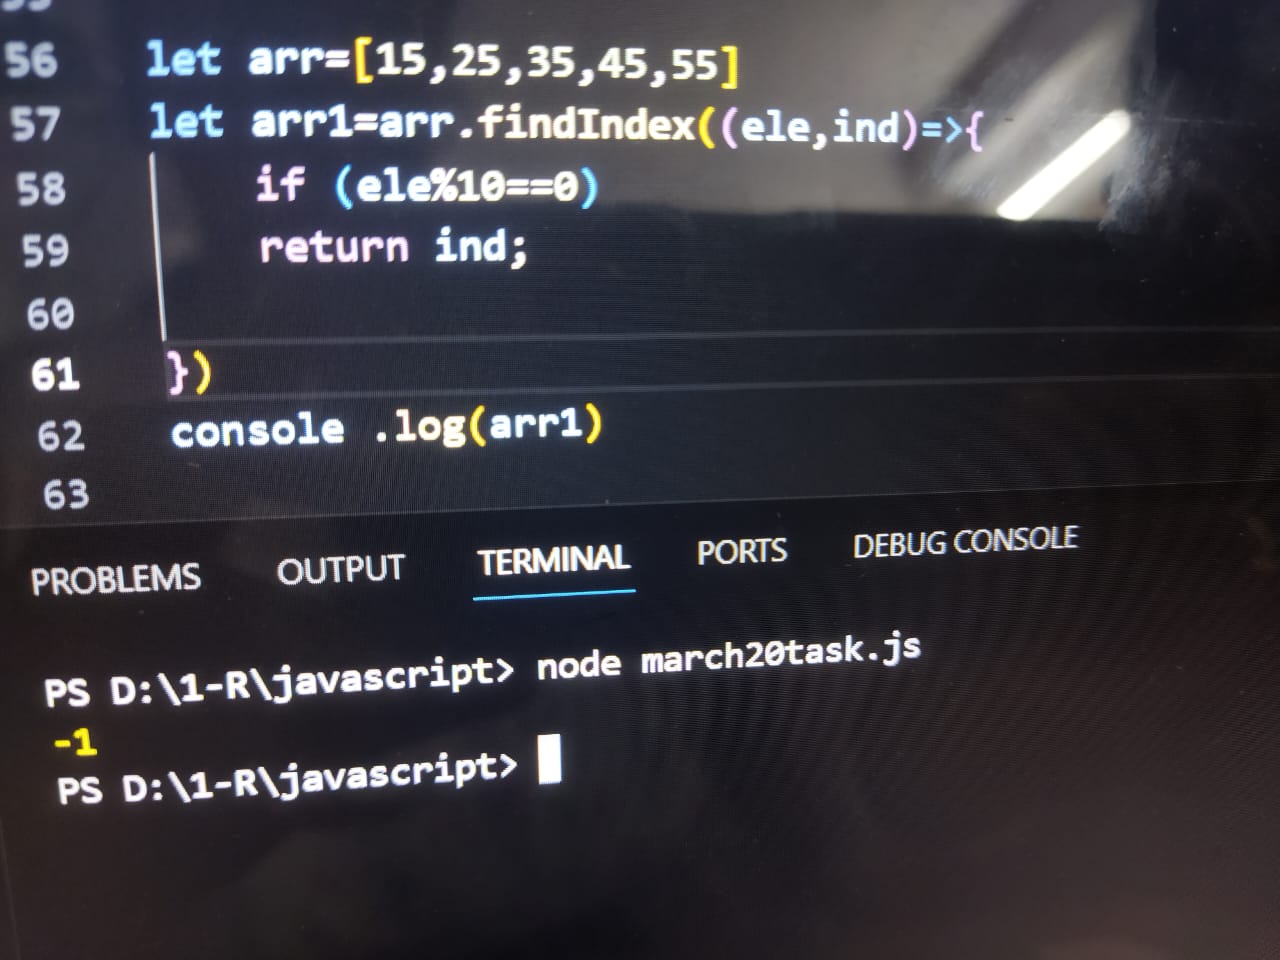 56 let arr=[15,25,35,45,55]
57 let arr1=arr.findIndex((ele,ind)=>{
58 if (ele%10==0)
59 return ind;
60
61 })
62 console .log(arr1)
63
PROBLEMS OUTPUT TERMINAL PORTS DEBUG CONSOLE
PS D:\1-R\javascript> node march20task.js
-1
PS D:\1-R\javascript>